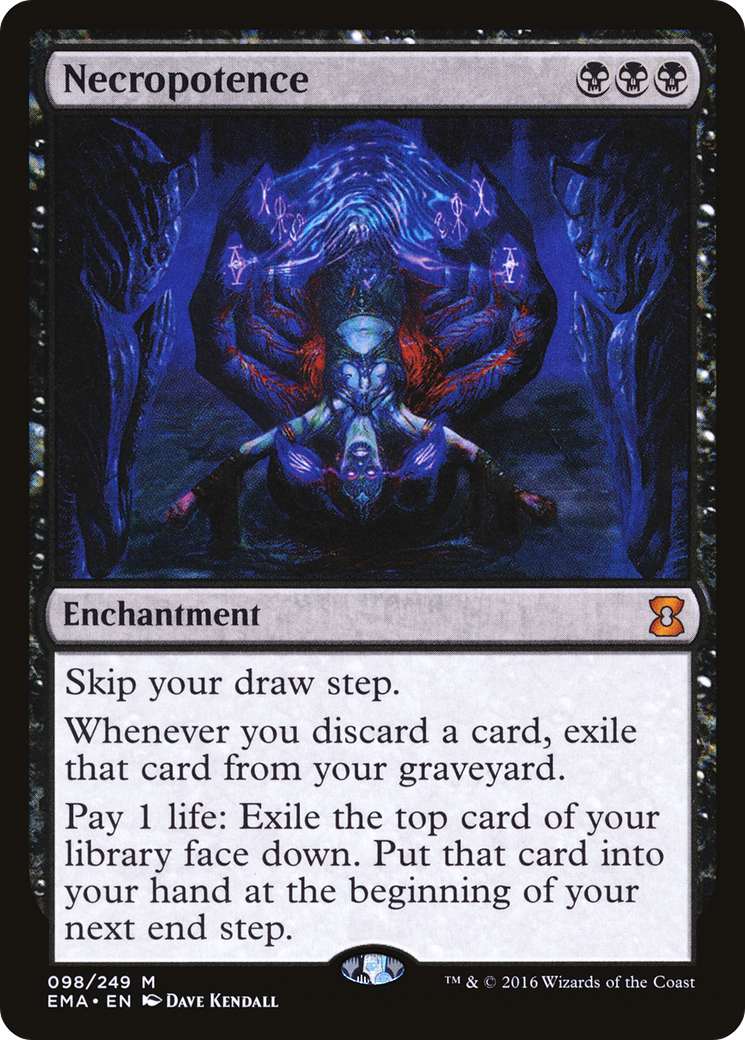 Necropotence
Enchantment
Skip your draw step.
Whenever you discard a card, exile
that card from your graveyard.
Pay 1 life: Exile the top card of your
library face down. Put that card into
your hand at the beginning of your
next end step.
098/249 M
EMA • EN Dave Kendall
™ & © 2016 Wizards of the Coast